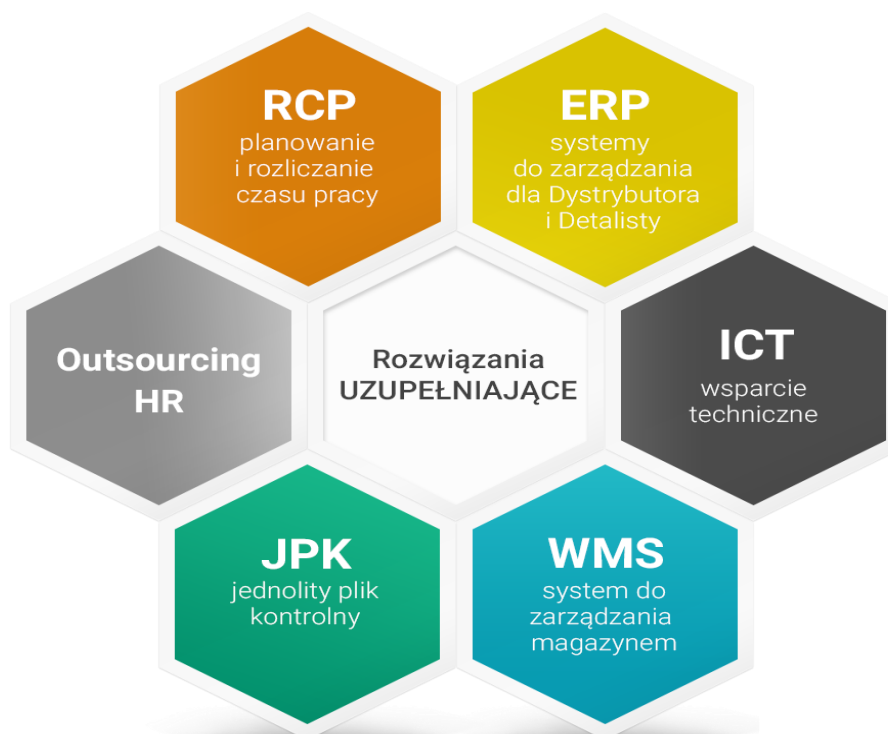 RCP
planowanie
i rozliczanie
czasu pracy
ERP
systemy
do zarządzania
dla Dystrybutora
i Detalisty
Outsourcing
HR
Rozwiązania
UZUPEŁNIAJĄCE
ICT
wsparcie
techniczne
JPK
jednolity plik
kontrolny
WMS
system do
zarządzania
magazynem